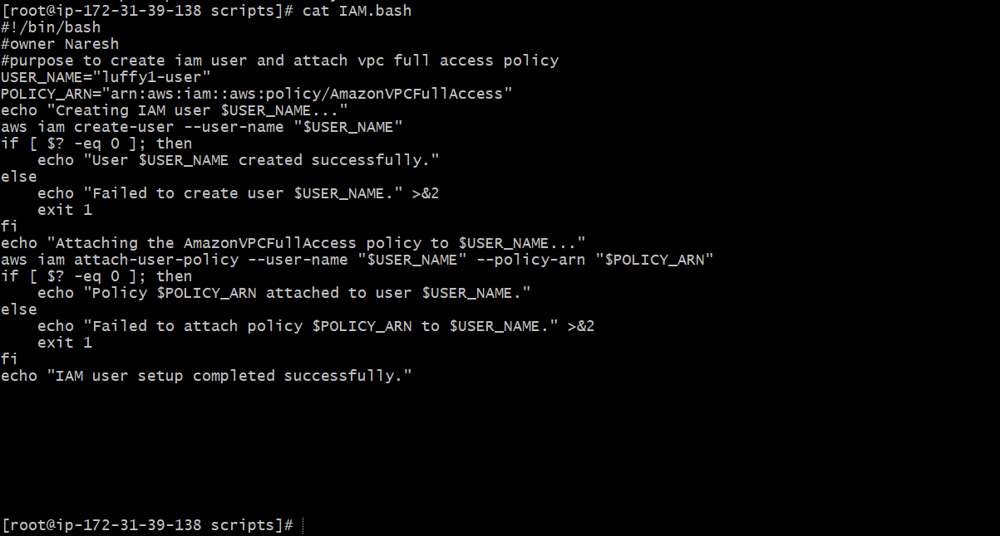 [root@ip-172-31-39-138 scripts]# cat IAM.bash
#!/bin/bash
#owner Naresh
#purpose to create iam user and attach vpc full access policy
USER_NAME="luffy1-user"
POLICY_ARN="arn:aws:iam::aws:policy/AmazonVPCFullAccess"
echo "Creating IAM user $USER_NAME..."
aws iam create-user --user-name "$USER_NAME"
if [ $? -eq 0 ]; then
    echo "User $USER_NAME created successfully."
else
    echo "Failed to create user $USER_NAME." >&2
    exit 1
fi
echo "Attaching the AmazonVPCFullAccess policy to $USER_NAME..."
aws iam attach-user-policy --user-name "$USER_NAME" --policy-arn "$POLICY_ARN"
if [ $? -eq 0 ]; then
    echo "Policy $POLICY_ARN attached to user $USER_NAME."
else
    echo "Failed to attach policy $POLICY_ARN to $USER_NAME." >&2
    exit 1
fi
echo "IAM user setup completed successfully."
[root@ip-172-31-39-138 scripts]#